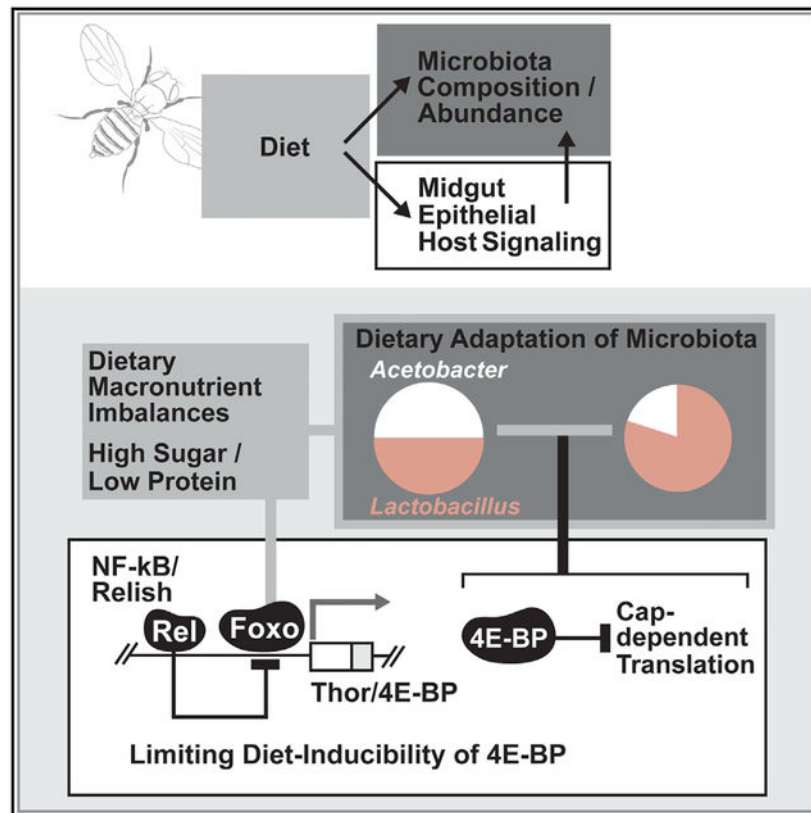 Diet
Microbiota
Composition /
Abundance
Midgut
Epithelial
Host Signaling
Dietary
Macronutrient
Imbalances
High Sugar /
Low Protein
Dietary Adaptation of Microbiota
Acetobacter
Lactobacillus
NF-kB/
Relish
Rel
Foxo
Thor/4E-BP
4E-BP
Cap-
dependent
Translation
Limiting Diet-Inducibility of 4E-BP